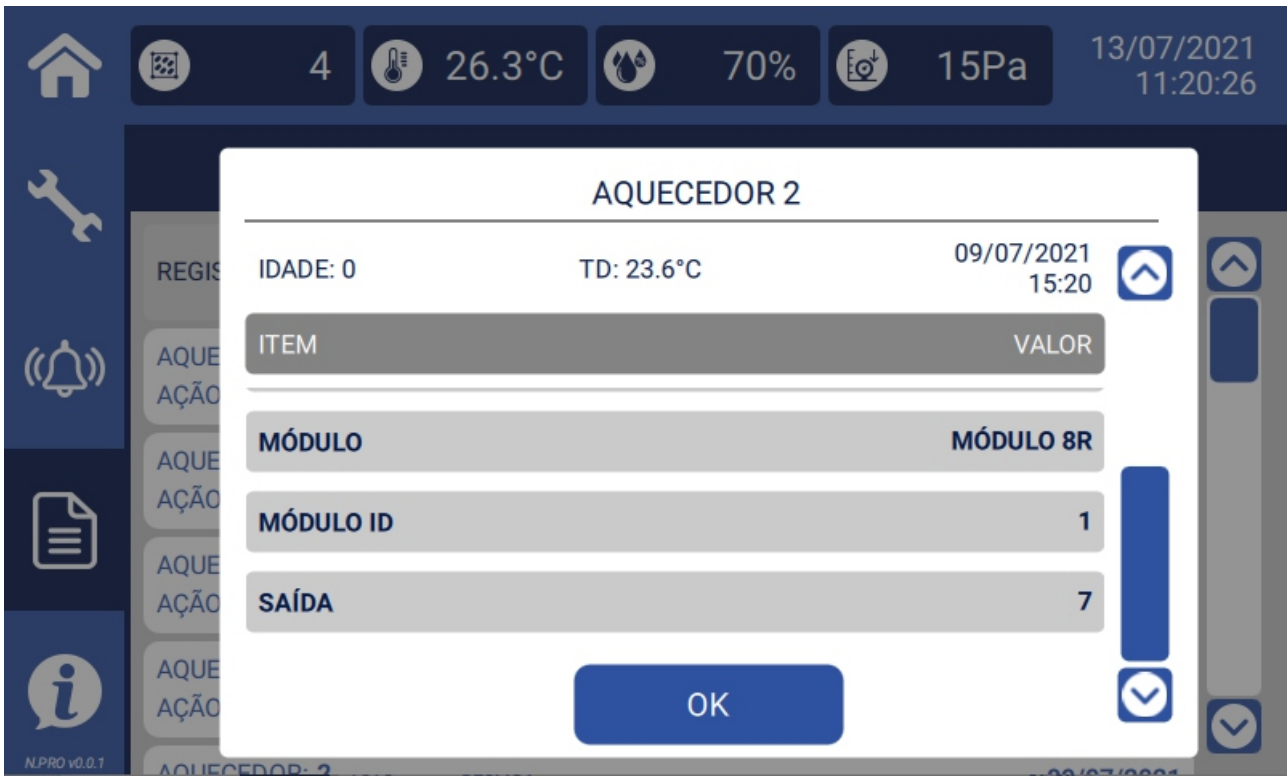 4
26.3°C
70%
15Pa
13/07/2021
11:20:26
AQUECEDOR 2
IDADE: 0
TD: 23.6°C
09/07/2021
15:20
ITEM
VALOR
MÓDULO
MÓDULO 8R
MÓDULO ID
1
SAÍDA
7
OK
REGIS
AQUE
AÇÃO
AQUE
AÇÃO
AQUE
AÇÃO
AQUE
AÇÃO
AQUECEDOR: 2
N.PRO v0.0.1